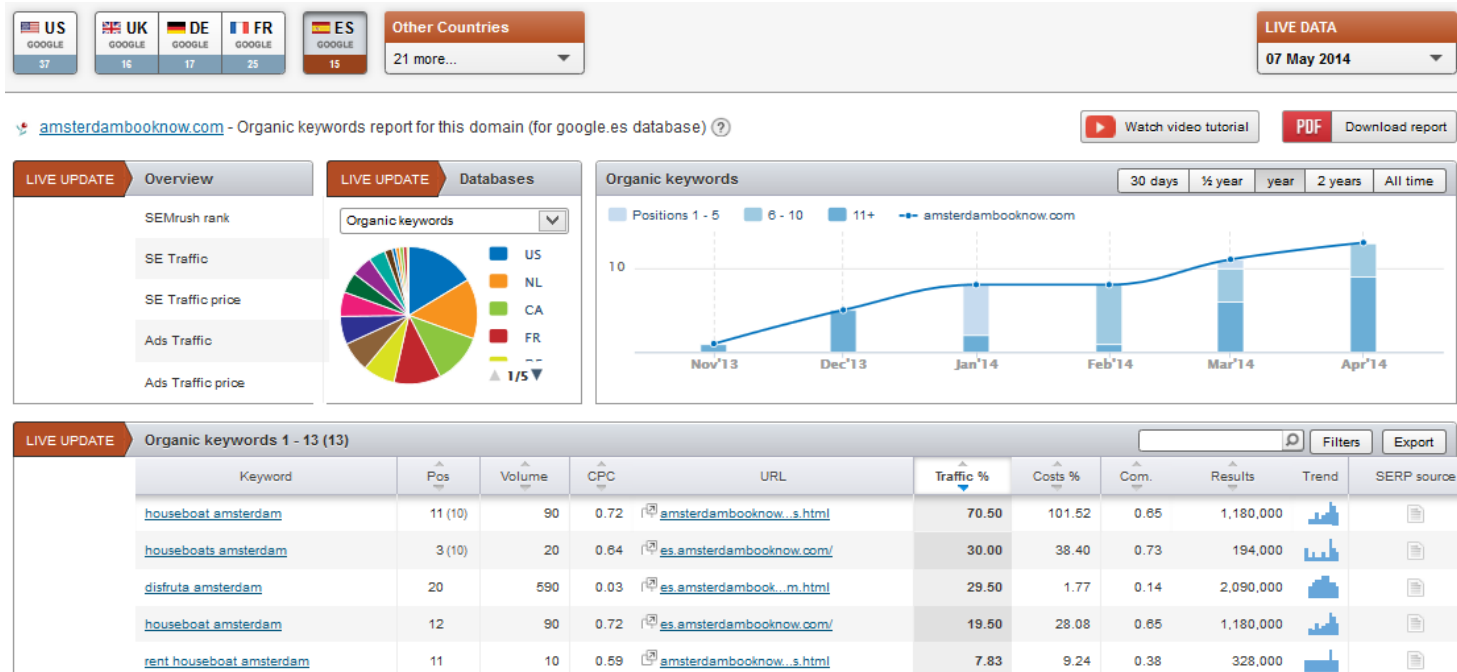 US UK DE FR ES Other Countries LIVE DATA
GOOGLE GOOGLE GOOGLE GOOGLE GOOGLE
37 16 17 25 15 21 more... 07 May 2014
amsterdambooknow.com - Organic keywords report for this domain (for google.es database) ? Watch video tutorial PDF Download report
LIVE UPDATE Overview
SEMrush rank
SE Traffic
SE Traffic price
Ads Traffic
Ads Traffic price
LIVE UPDATE Databases
Organic keywords
US
NL
CA
FR
1/5
Organic keywords 30 days ½ year year 2 years All time
Positions 1 - 5 6 - 10 11+ amsterdambooknow.com
10
Nov'13 Dec'13 Jan'14 Feb'14 Mar'14 Apr'14
LIVE UPDATE Organic keywords 1 - 13 (13) Filters Export
Keyword Pos Volume CPC URL Traffic % Costs % Com. Results Trend SERP source
houseboat amsterdam 11 (10) 90 0.72 amsterdambooknow...s.html 70.50 101.52 0.65 1,180,000
houseboats amsterdam 3 (10) 20 0.64 es.amsterdambooknow.com/ 30.00 38.40 0.73 194,000
disfruta amsterdam 20 590 0.03 es.amsterdambook...m.html 29.50 1.77 0.14 2,090,000
houseboat amsterdam 12 90 0.72 es.amsterdambooknow.com/ 19.50 28.08 0.65 1,180,000
rent houseboat amsterdam 11 10 0.59 amsterdambooknow...s.html 7.83 9.24 0.38 328,000